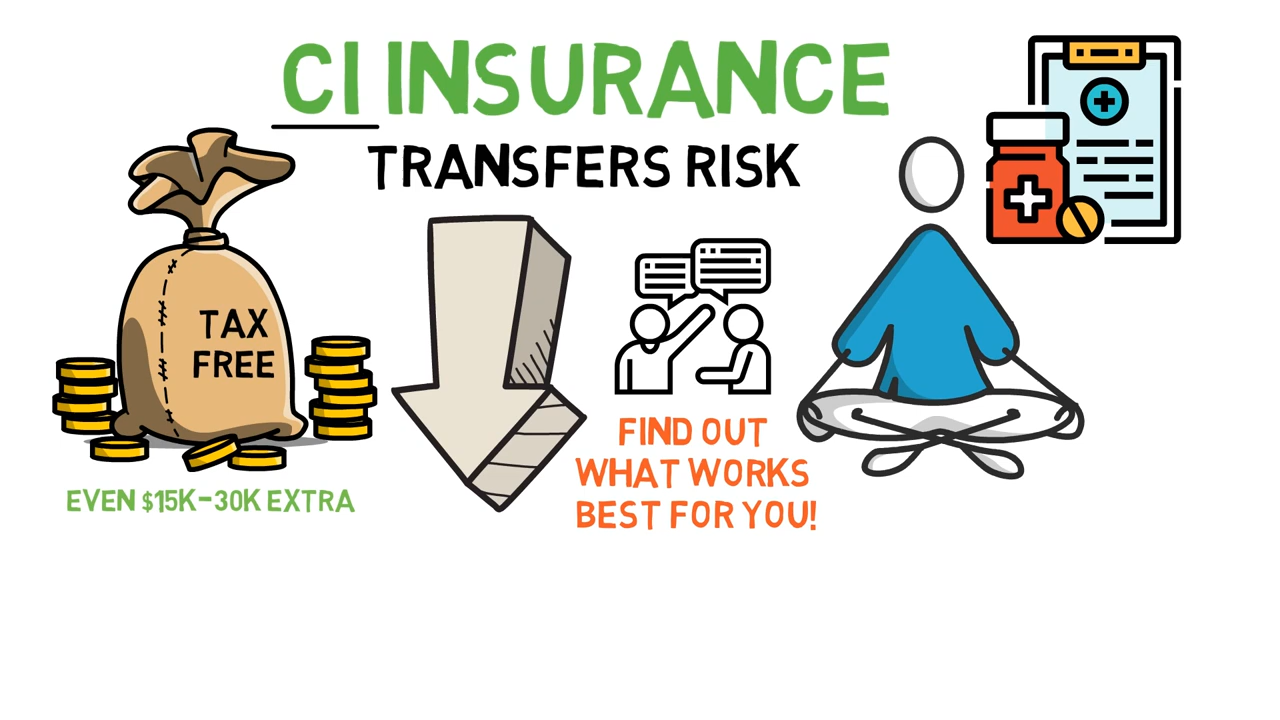 CI INSURANCE
TRANSFERS RISK
TAX
FREE
EVEN $15K-30K EXTRA
FIND OUT
WHAT WORKS
BEST FOR YOU!